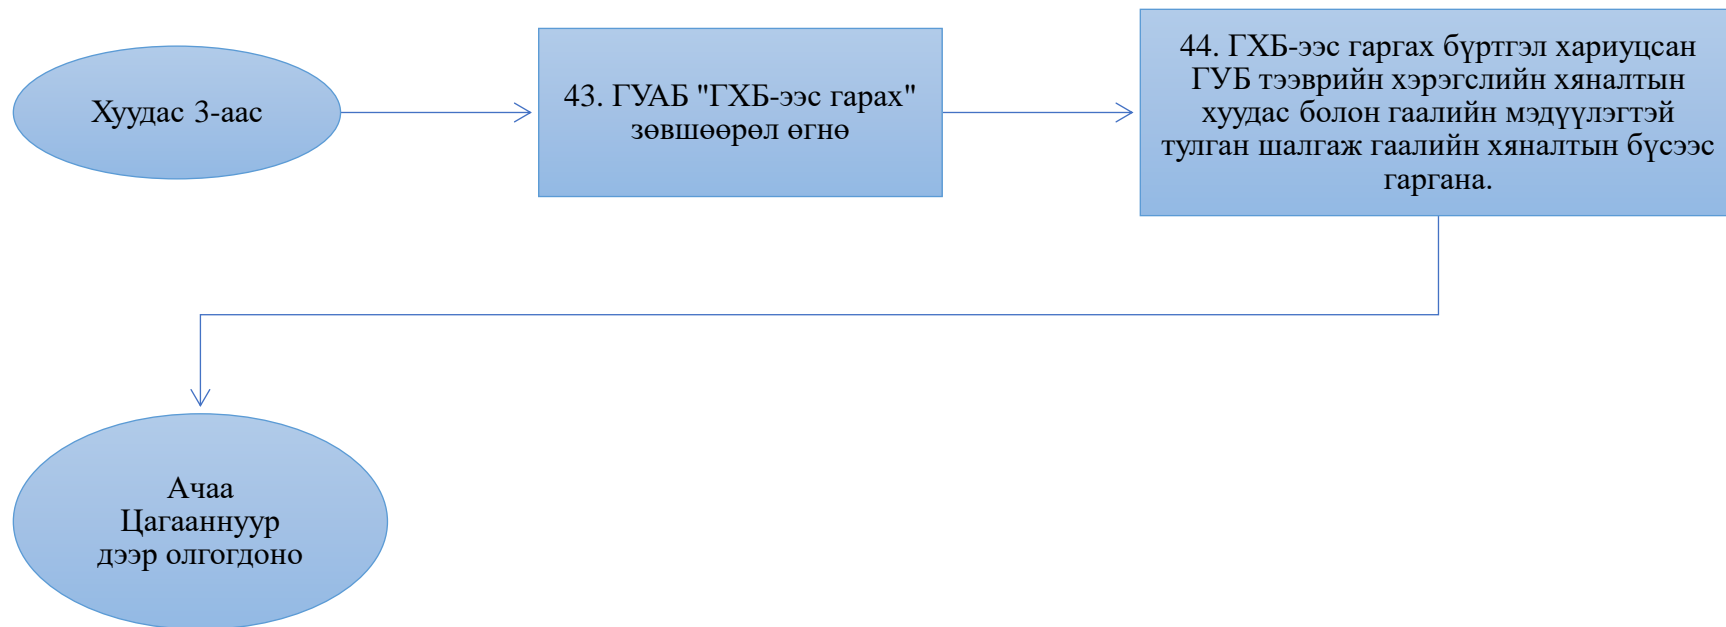 Хуудас 3-аас
43. ГУАБ "ГХБ-ээс гарах"
зөвшөөрөл өгнө
44. ГХБ-ээс гаргах бүртгэл хариуцсан
ГУБ тээврийн хэрэгслийн хяналтын
хуудас болон гаалийн мэдүүлэгтэй
тулган шалгаж гаалийн хяналтын бүсээс
гаргана.
Ачаа
Цагааннуур
дээр олгогдоно